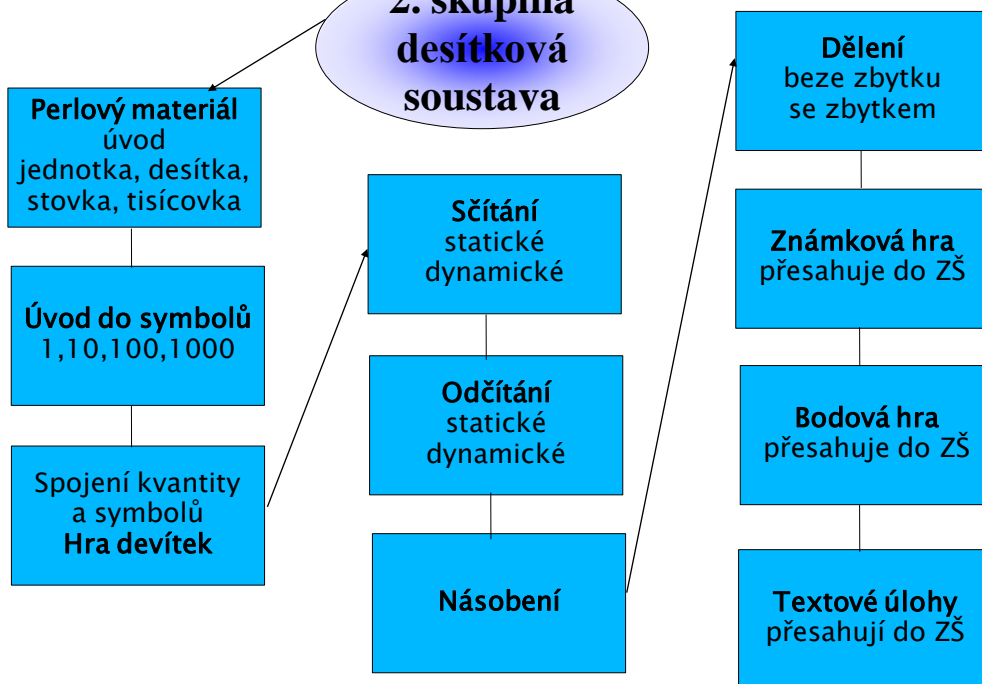 2. skupina
desítková
soustava
Perlový materiál
úvod
jednotka, desítka,
stovka, tisícovka
Úvod do symbolů
1,10,100,1000
Spojení kvantity
a symbolů
Hra devítek
Sčítání
statické
dynamické
Odčítání
statické
dynamické
Násobení
Dělení
beze zbytku
se zbytkem
Známková hra
přesahuje do ZŠ
Bodová hra
přesahuje do ZŠ
Textové úlohy
přesahují do ZŠ